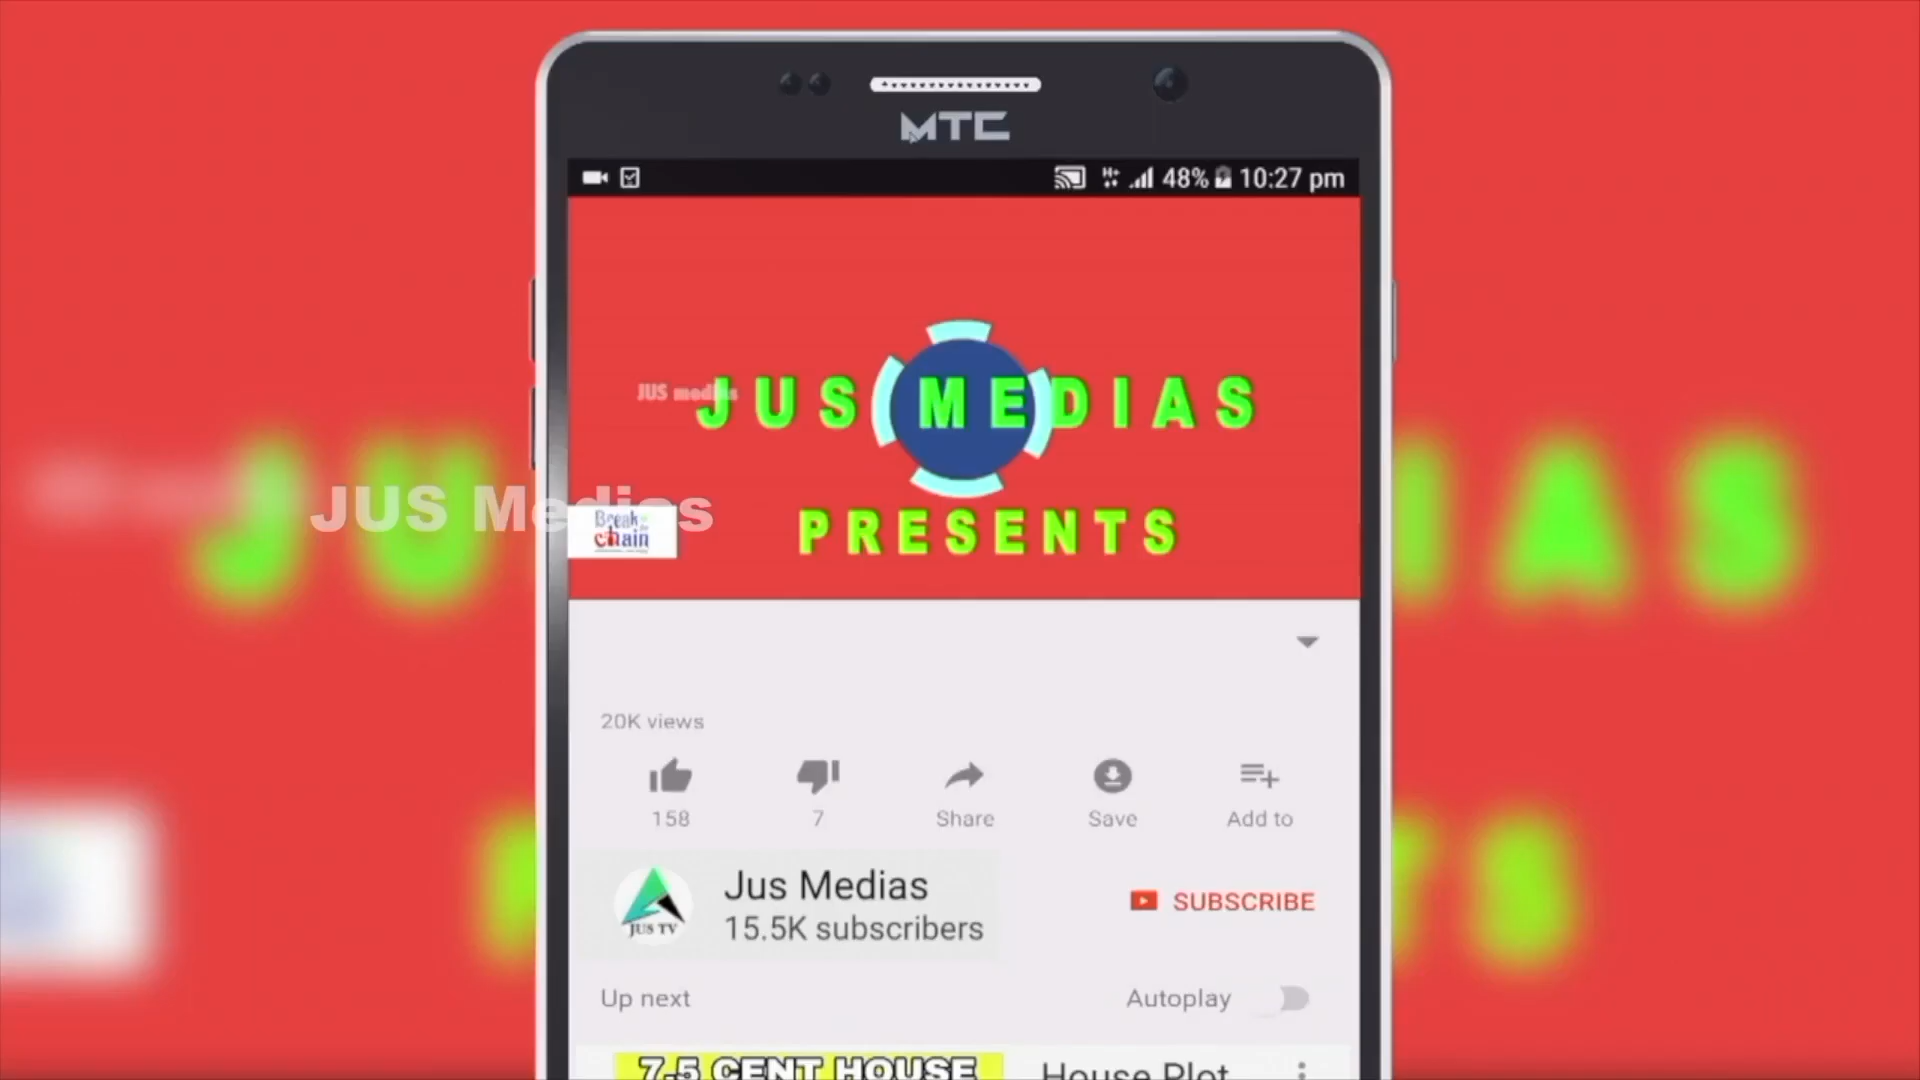 MTC
48% 10:27 pm
JUS medias
JUS MEDIAS
JUS Medias
Break the
chain
PRESENTS
20K views
158
7
Share
Save
Add to
Jus Medias
15.5K subscribers
JUS TV
SUBSCRIBE
Up next
Autoplay
7.5 CENT HOUSE
House Plot